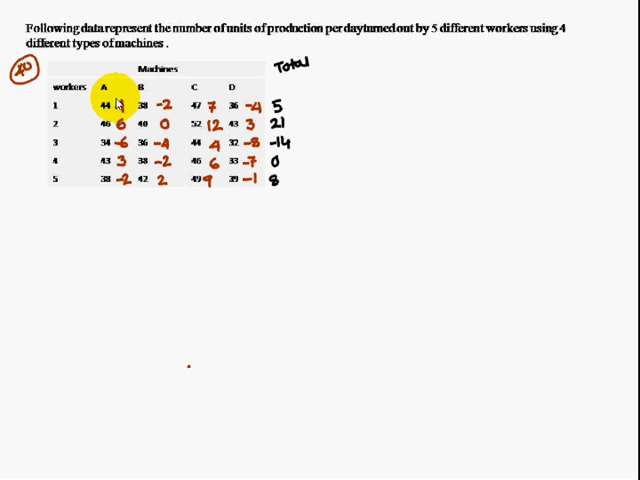 Following data represent the number of units of production per dayturned out by 5 different workers using 4
different types of machines .
40
Machines Total
workers A B C D
1 44 4 38 -2 47 7 36 -4 5
2 46 6 40 0 52 12 43 3 21
3 34 -6 36 -4 44 4 32 -8 -14
4 43 3 38 -2 46 6 33 -7 0
5 38 -2 42 2 49 9 39 -1 8